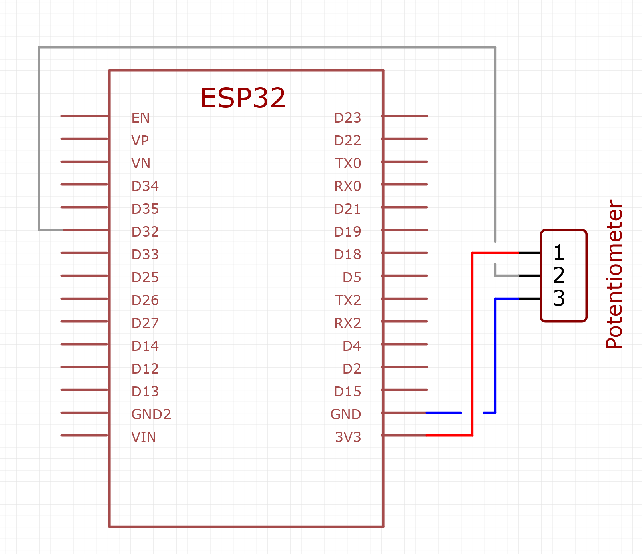 ESP32
EN
VP
VN
D34
D35
D32
D33
D25
D26
D27
D14
D12
D13
GND2
VIN
D23
D22
TX0
RX0
D21
D19
D18
D5
TX2
RX2
D4
D2
D15
GND
3V3
1
2
3
Potentiometer